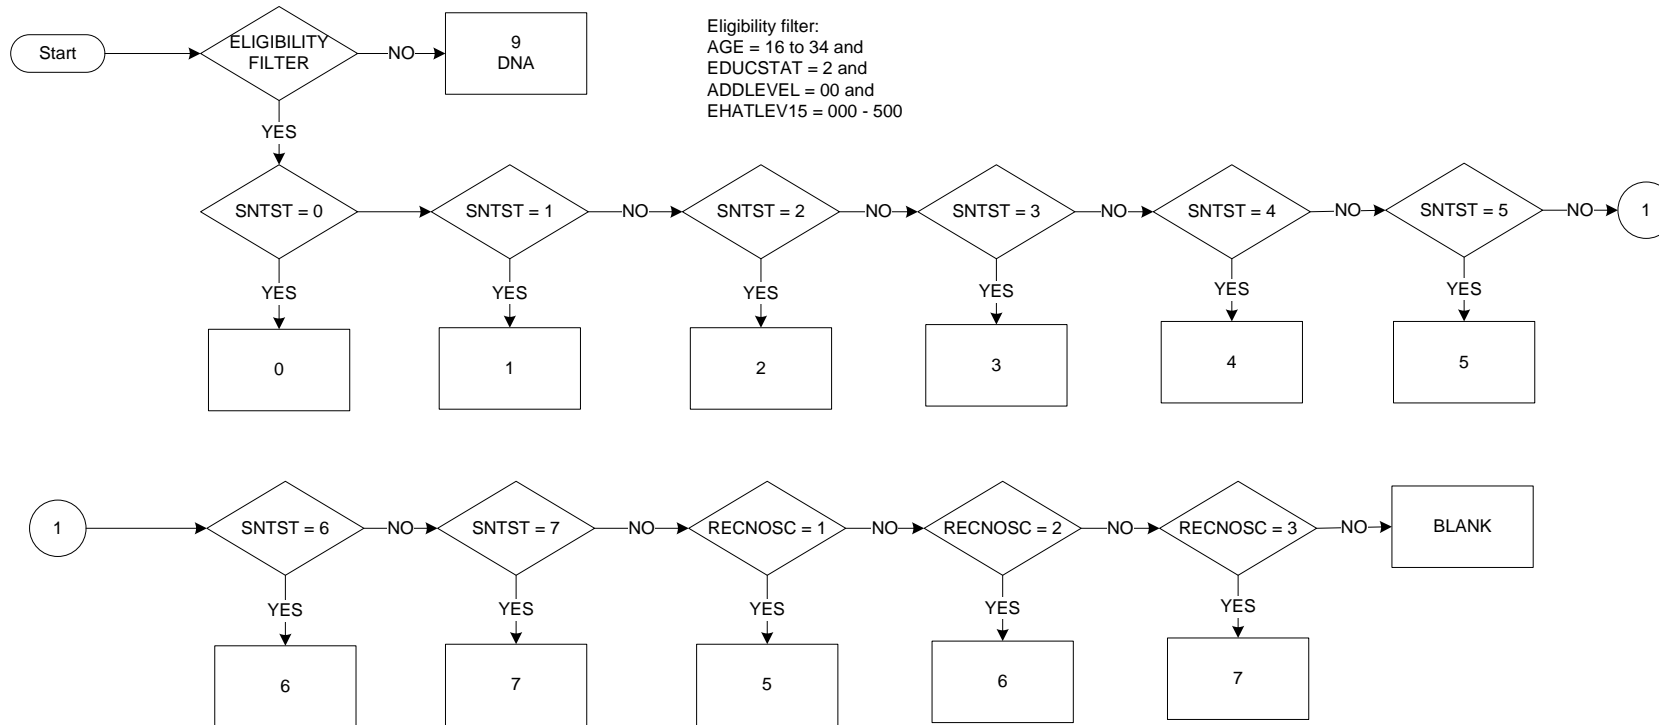 Start
ELIGIBILITY
FILTER
NO
9
DNA
Eligibility filter:
AGE = 16 to 34 and
EDUCSTAT = 2 and
ADDLEVEL = 00 and
EHATLEV15 = 000 - 500
YES
SNTST = 0
SNTST = 1
NO
SNTST = 2
NO
SNTST = 3
NO
SNTST = 4
NO
SNTST = 5
NO
1
YES
YES
YES
YES
YES
YES
0
1
2
3
4
5
1
SNTST = 6
NO
SNTST = 7
NO
RECNOSC = 1
NO
RECNOSC = 2
NO
RECNOSC = 3
NO
BLANK
YES
YES
YES
YES
YES
6
7
5
6
7